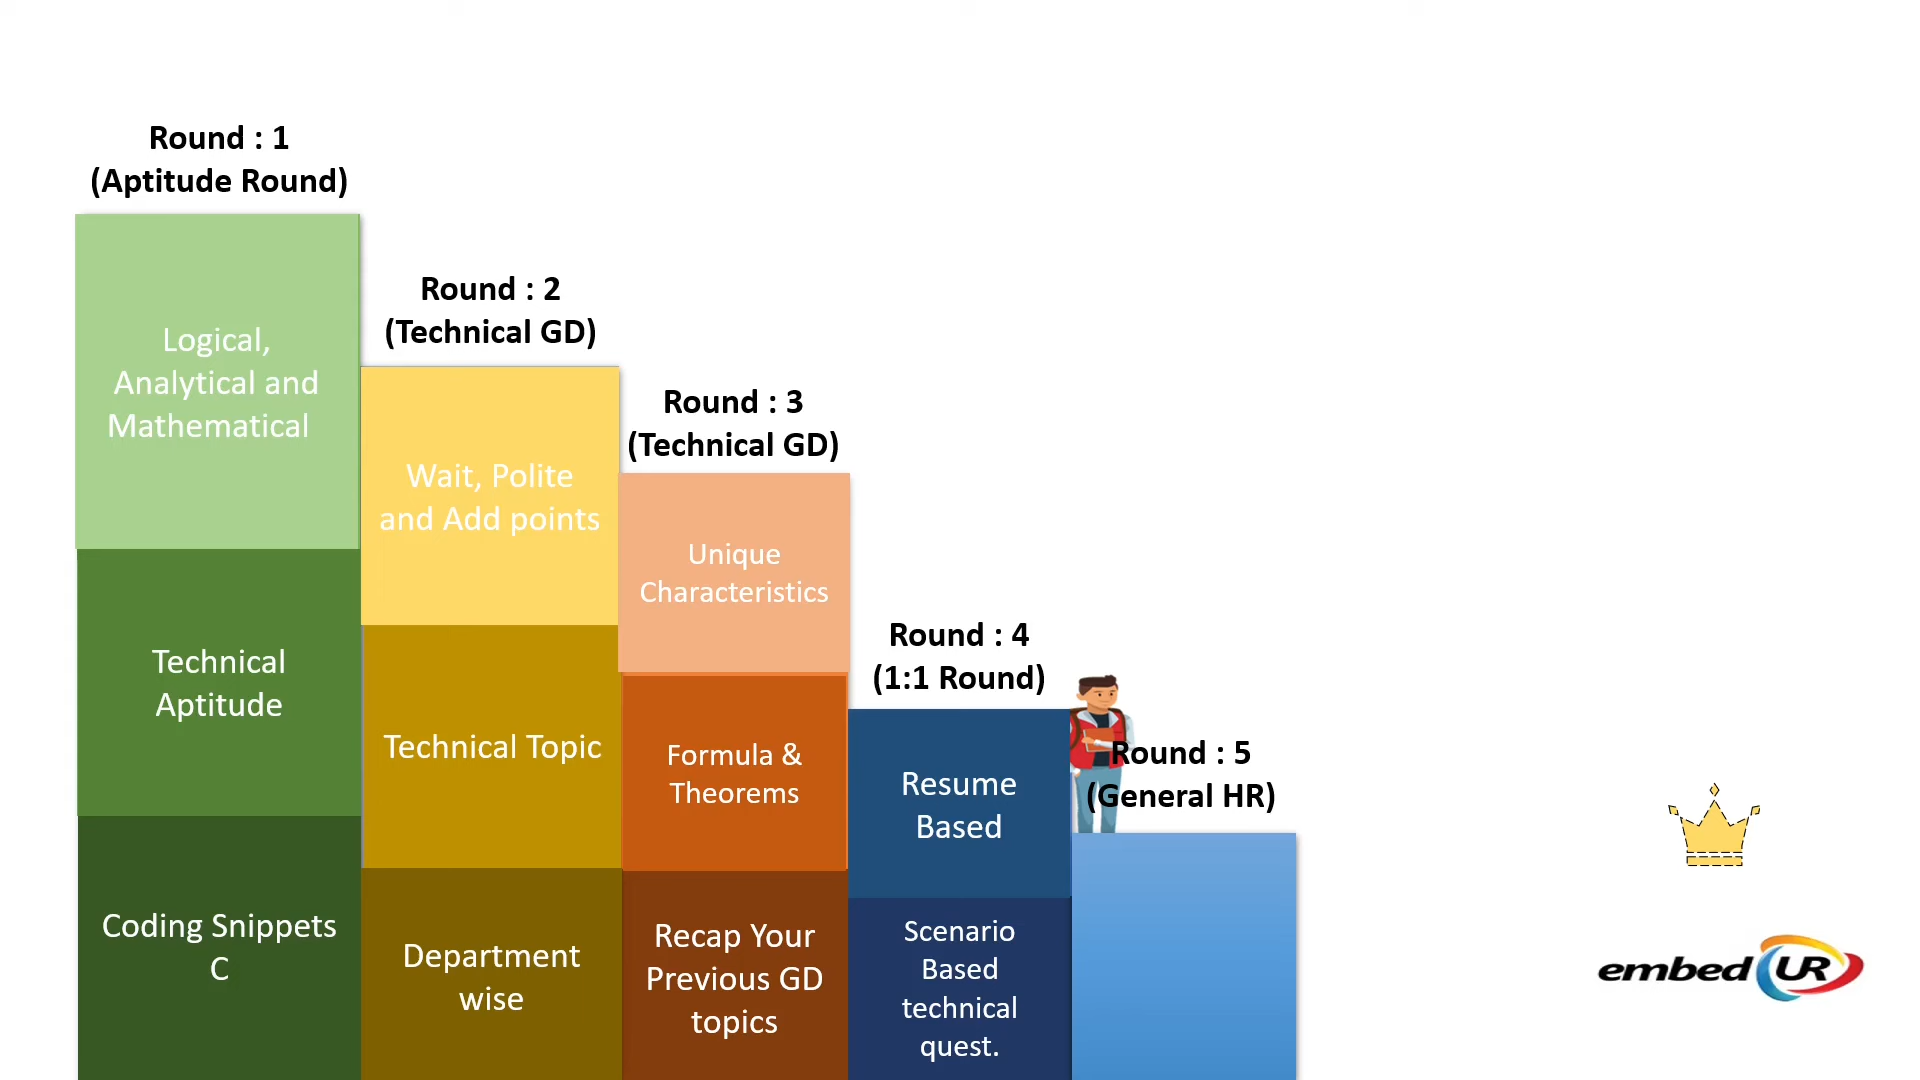 Round : 1
(Aptitude Round)
Logical,
Analytical and
Mathematical
Technical
Aptitude
Coding Snippets
C
Round : 2
(Technical GD)
Wait, Polite
and Add points
Technical Topic
Department
wise
Round : 3
(Technical GD)
Unique
Characteristics
Formula &
Theorems
Recap Your
Previous GD
topics
Round : 4
(1:1 Round)
Resume
Based
Scenario
Based
technical
quest.
Round : 5
(General HR)
embedUR